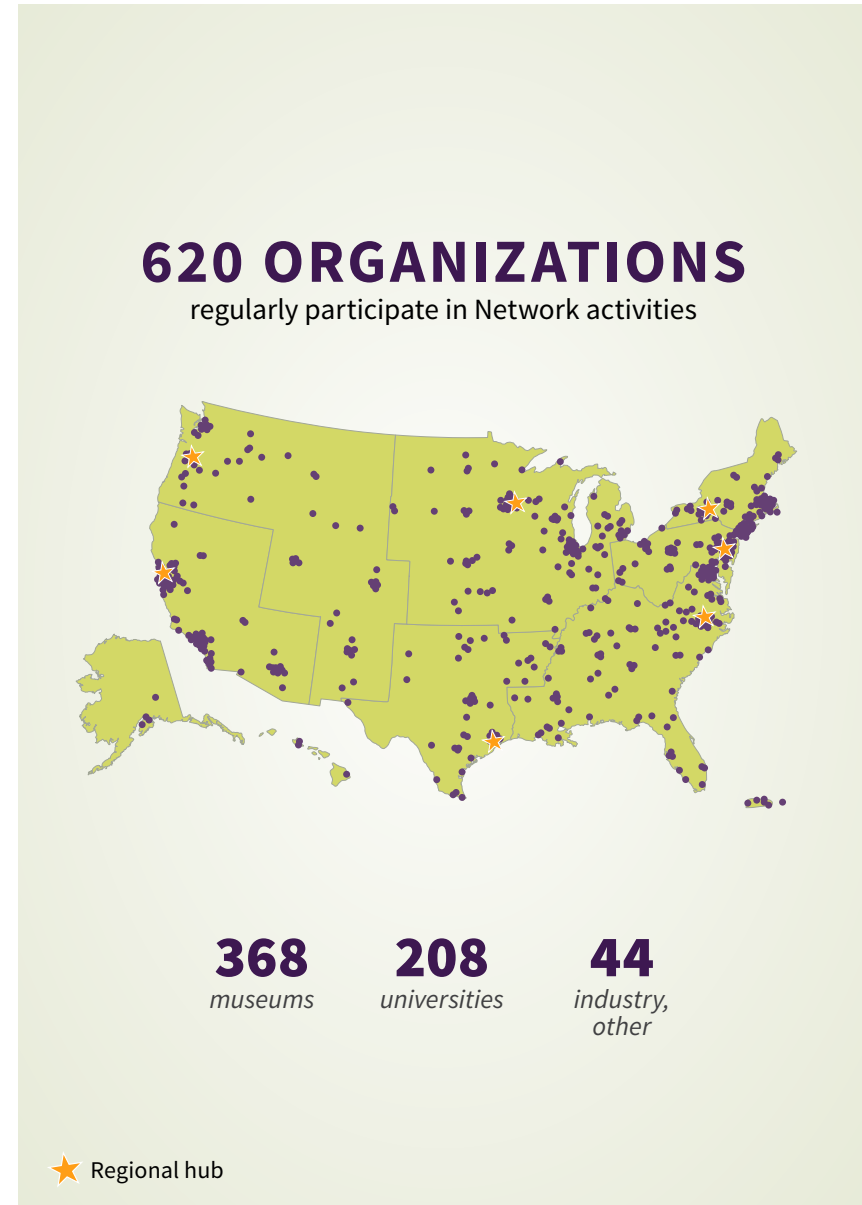 620 ORGANIZATIONS
regularly participate in Network activities
368
museums
208
universities
44
industry,
other
Regional hub